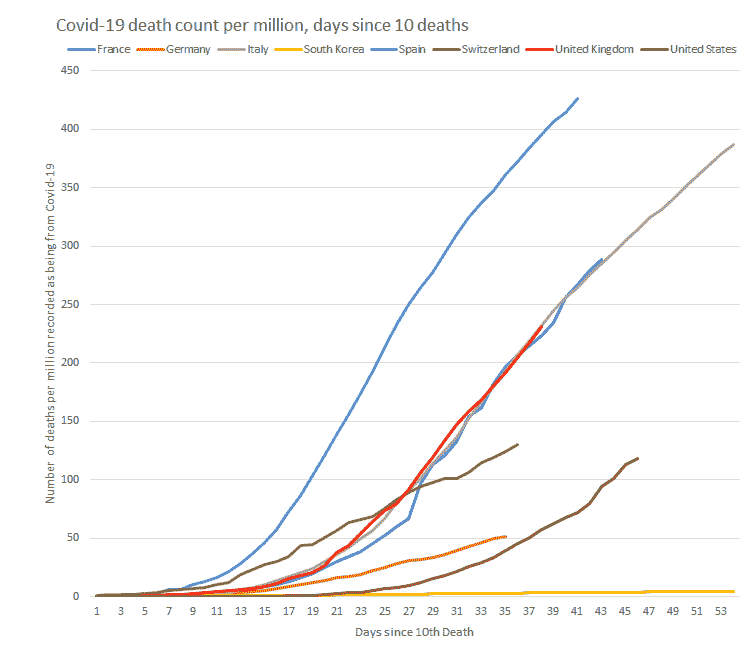 Covid-19 death count per million, days since 10 deaths
France Germany Italy South Korea Spain Switzerland United Kingdom United States
450
400
350
300
250
200
150
100
50
0
Number of deaths per million recorded as being from Covid-19
1 3 5 7 9 11 13 15 17 19 21 23 25 27 29 31 33 35 37 39 41 43 45 47 49 51 53
Days since 10th Death